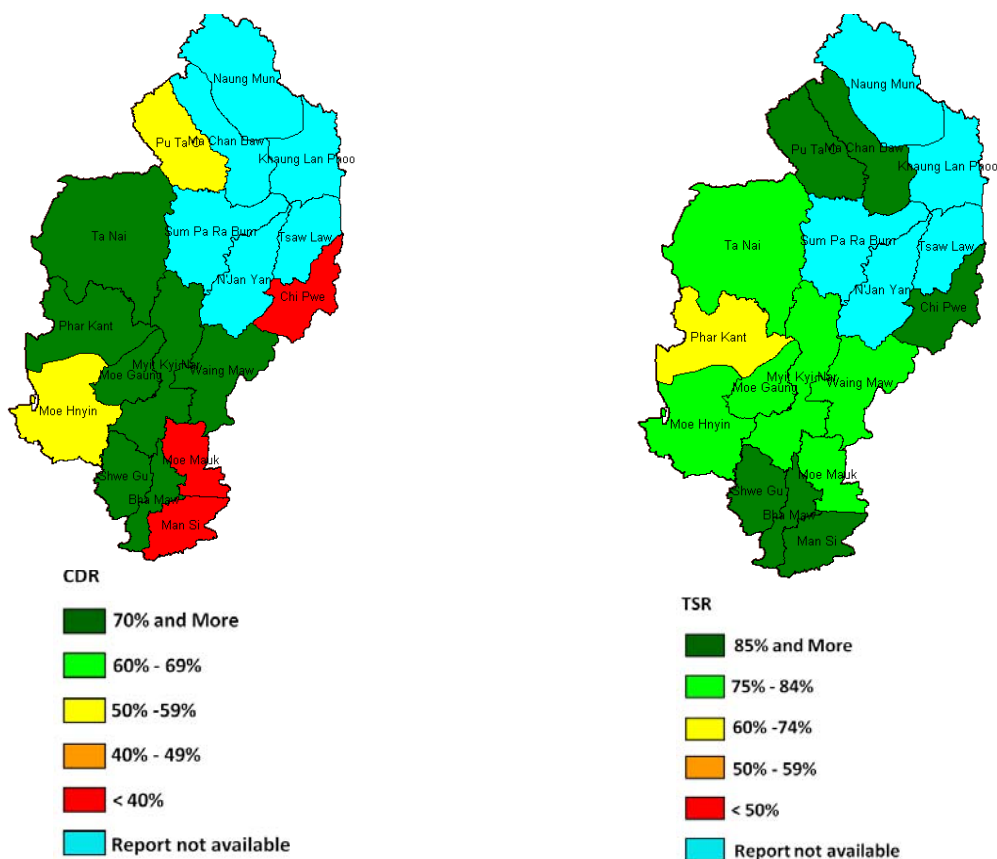 Naung Mun
Pu Ta O
Ma Chan Baw
Khaung Lan Phoo
Ta Nai
Sum Pa Ra Bum
Tsaw Law
N'Jan Yan
Chi Pwe
Phar Kant
Myit Kyi Nar
Moe Gaung
Waing Maw
Moe Hnyin
Moe Mauk
Shwe Gu
Bha Maw
Man Si
CDR
70% and More
60% - 69%
50% -59%
40% - 49%
< 40%
Report not available
Naung Mun
Pu Ta O
Ma Chan Baw
Khaung Lan Phoo
Ta Nai
Sum Pa Ra Bum
Tsaw Law
N'Jan Yan
Chi Pwe
Phar Kant
Myit Kyi Nar
Moe Gaung
Waing Maw
Moe Hnyin
Moe Mauk
Shwe Gu
Bha Maw
Man Si
TSR
85% and More
75% - 84%
60% -74%
50% - 59%
< 50%
Report not available